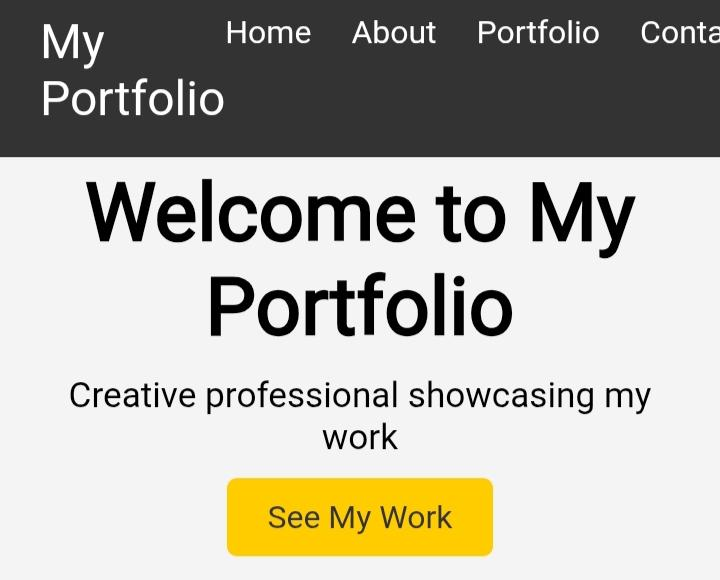 My
Portfolio
Home About Portfolio Conta
Welcome to My
Portfolio
Creative professional showcasing my
work
See My Work